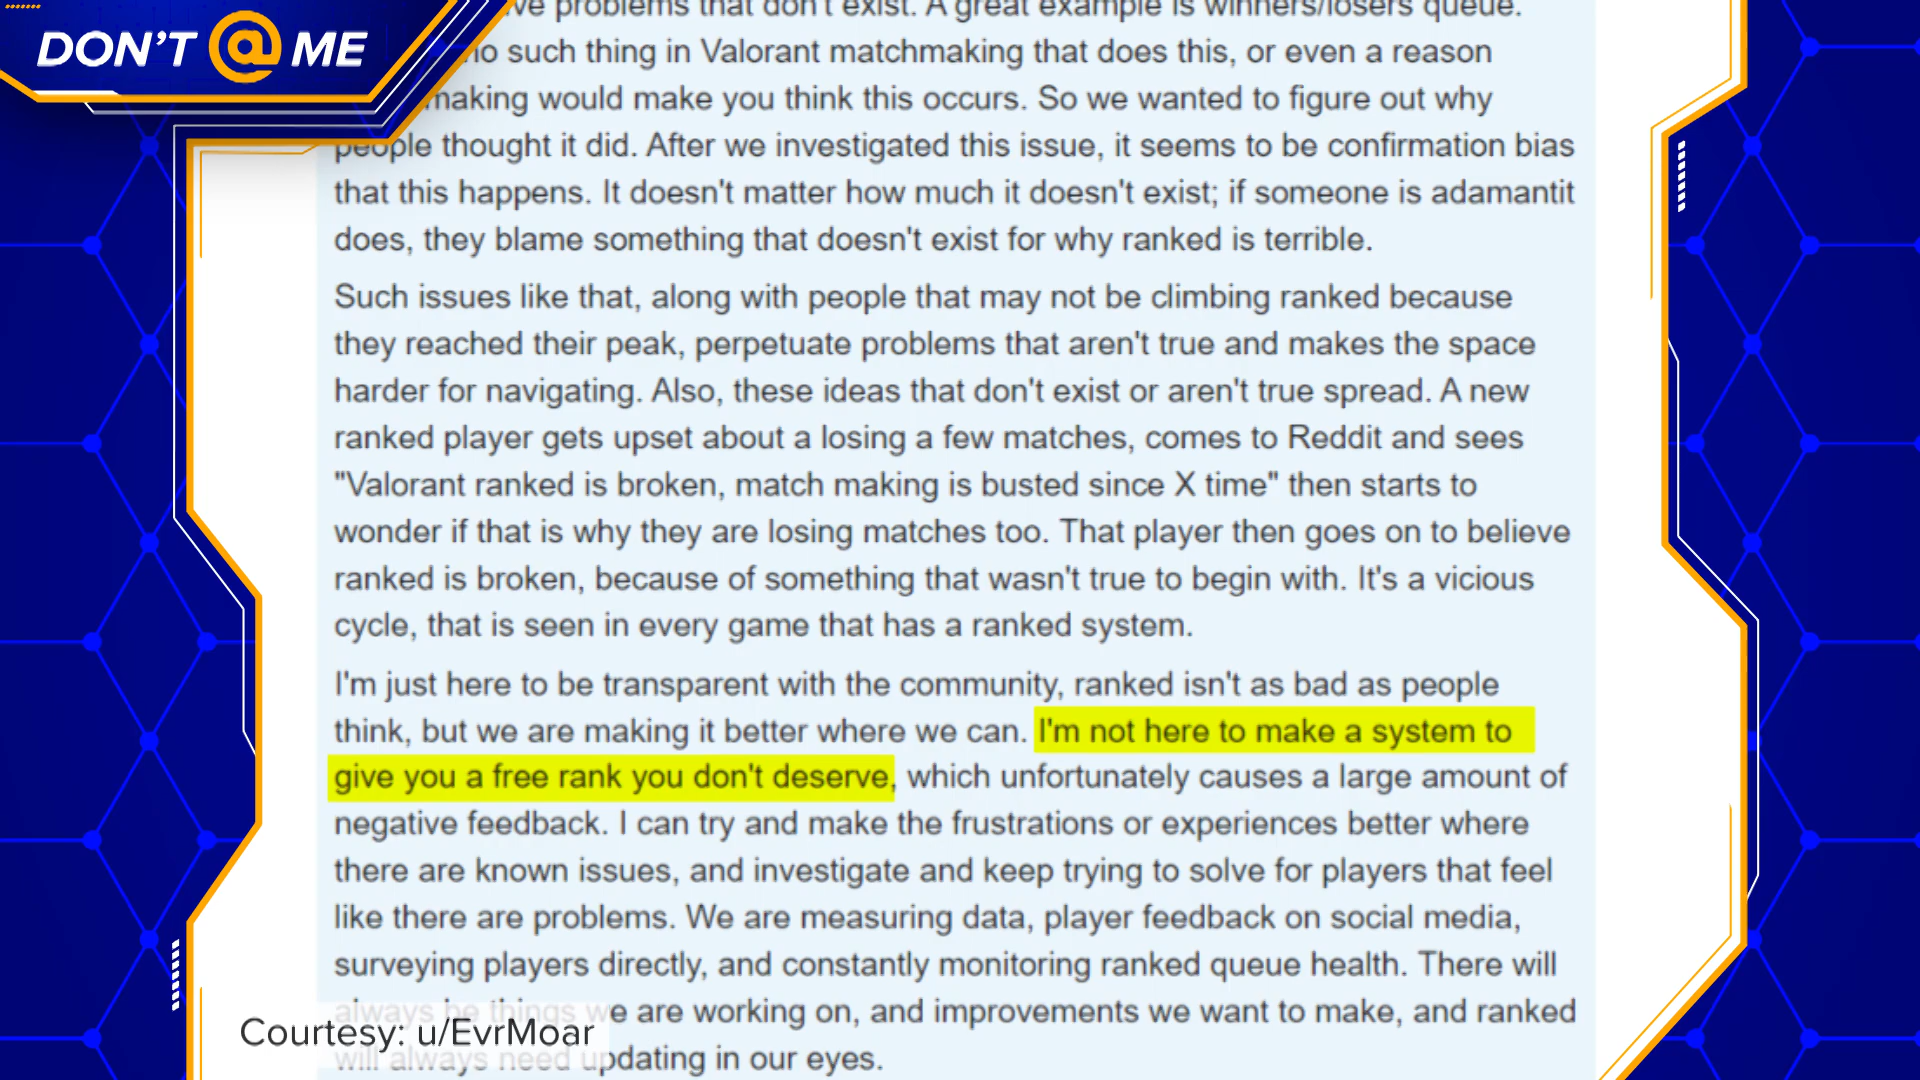 DON'T @ ME
ve problems that don't exist. A great example is winners/losers queue.
no such thing in Valorant matchmaking that does this, or even a reason
making would make you think this occurs. So we wanted to figure out why
people thought it did. After we investigated this issue, it seems to be confirmation bias
that this happens. It doesn't matter how much it doesn't exist; if someone is adamantit
does, they blame something that doesn't exist for why ranked is terrible.
Such issues like that, along with people that may not be climbing ranked because
they reached their peak, perpetuate problems that aren't true and makes the space
harder for navigating. Also, these ideas that don't exist or aren't true spread. A new
ranked player gets upset about a losing a few matches, comes to Reddit and sees
"Valorant ranked is broken, match making is busted since X time" then starts to
wonder if that is why they are losing matches too. That player then goes on to believe
ranked is broken, because of something that wasn't true to begin with. It's a vicious
cycle, that is seen in every game that has a ranked system.
I'm just here to be transparent with the community, ranked isn't as bad as people
think, but we are making it better where we can. I'm not here to make a system to
give you a free rank you don't deserve, which unfortunately causes a large amount of
negative feedback. I can try and make the frustrations or experiences better where
there are known issues, and investigate and keep trying to solve for players that feel
like there are problems. We are measuring data, player feedback on social media,
surveying players directly, and constantly monitoring ranked queue health. There will
always be things we are working on, and improvements we want to make, and ranked
will always need updating in our eyes.
Courtesy: u/EvrMoar